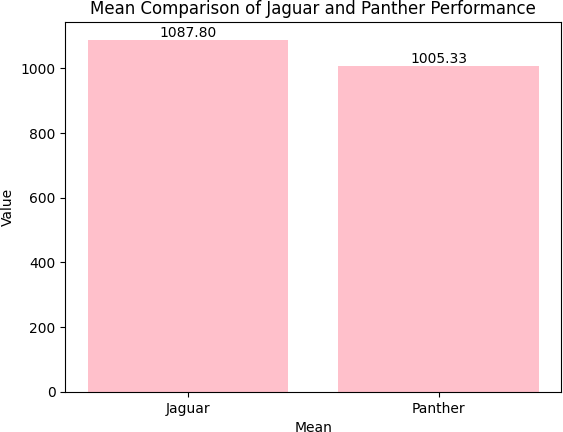 Mean Comparison of Jaguar and Panther Performance
1087.80
1005.33
1000
800
600
400
200
0
Value
Jaguar
Panther
Mean